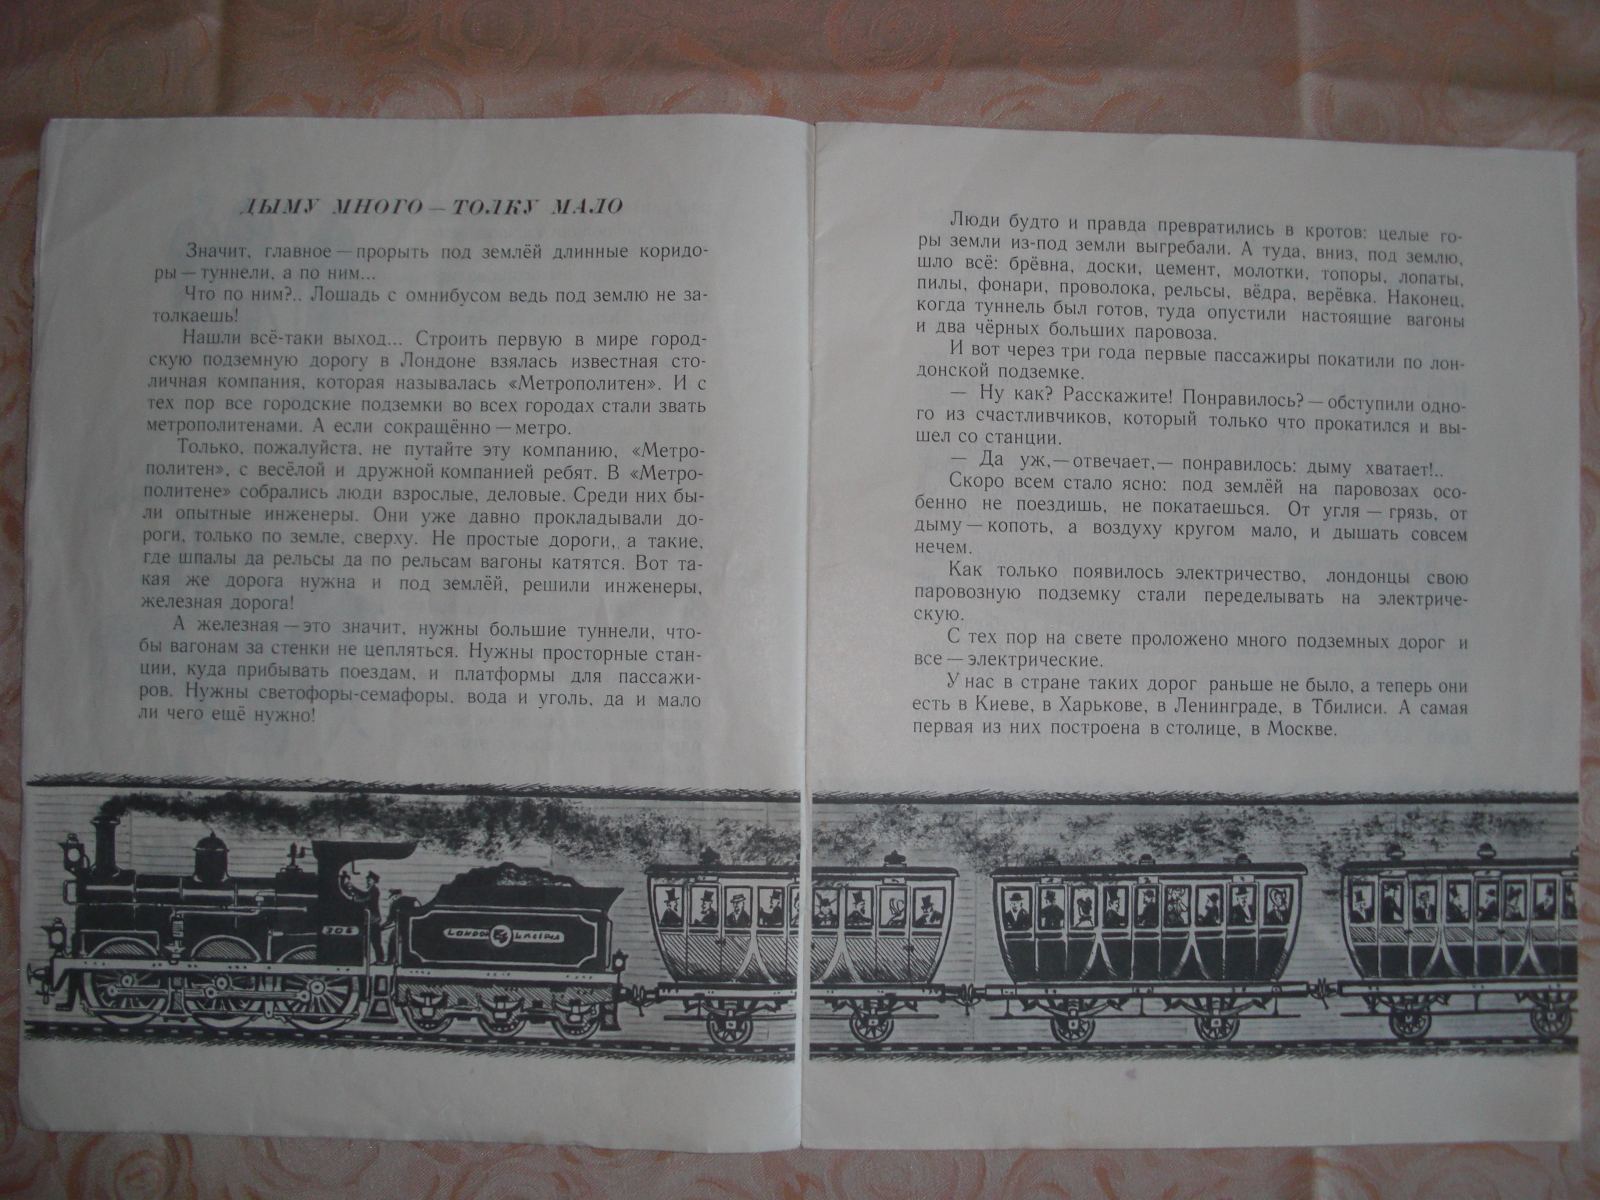 ДЫМУ МНОГО — ТОЛКУ МАЛО
Значит, главное — прорыть под землёй длинные коридо-
ры — туннели, а по ним...
Что по ним?.. Лошадь с омнибусом ведь под землю не за-
толкаешь!
Нашли всё-таки выход... Строить первую в мире город-
скую подземную дорогу в Лондоне взялась известная сто-
личная компания, которая называлась «Метрополитен». И с
тех пор все городские подземки во всех городах стали звать
метрополитенами. А если сокращённо — метро.
Только, пожалуйста, не путайте эту компанию, «Метро-
политен», с весёлой и дружной компанией ребят. В «Метро-
политене» собрались люди взрослые, деловые. Среди них бы-
ли опытные инженеры. Они уже давно прокладывали до-
роги, только по земле, сверху. Не простые дороги, а такие,
где шпалы да рельсы да по рельсам вагоны катятся. Вот та-
кая же дорога нужна и под землёй, решили инженеры,
железная дорога!
А железная — это значит, нужны большие туннели, что-
бы вагонам за стенки не цепляться. Нужны просторные стан-
ции, куда прибывать поездам, и платформы для пассажи-
ров. Нужны светофоры-семафоры, вода и уголь, да и мало
ли чего ещё нужно!
Люди будто и правда превратились в кротов: целые го-
ры земли из-под земли выгребали. А туда, вниз, под землю,
шло всё: брёвна, доски, цемент, молотки, топоры, лопаты,
пилы, фонари, проволока, рельсы, вёдра, верёвка. Наконец,
когда туннель был готов, туда опустили настоящие вагоны
и два чёрных больших паровоза.
И вот через три года первые пассажиры покатили по лон-
донской подземке.
— Ну как? Расскажите! Понравилось? — обступили одно-
го из счастливчиков, который только что прокатился и вы-
шел со станции.
— Да уж, — отвечает, — понравилось: дыму хватает!..
Скоро всем стало ясно: под землёй на паровозах осо-
бенно не поездишь, не покатаешься. От угля — грязь, от
дыму — копоть, а воздуху кругом мало, и дышать совсем
нечем.
Как только появилось электричество, лондонцы свою
паровозную подземку стали переделывать на электриче-
скую.
С тех пор на свете проложено много подземных дорог и
все — электрические.
У нас в стране таких дорог раньше не было, а теперь они
есть в Киеве, в Харькове, в Ленинграде, в Тбилиси. А самая
первая из них построена в столице, в Москве.
LONDON